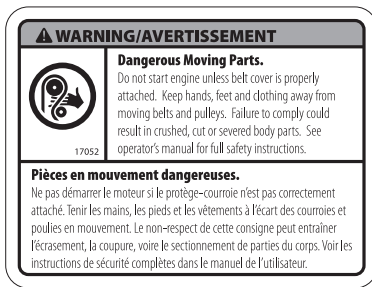 ⚠ WARNING/AVERTISSEMENT
Dangerous Moving Parts.
Do not start engine unless belt cover is properly
attached. Keep hands, feet and clothing away from
moving belts and pulleys. Failure to comply could
result in crushed, cut or severed body parts. See
operator's manual for full safety instructions.
17052
Pièces en mouvement dangereuses.
Ne pas démarrer le moteur si le protège-courroie n'est pas correctement
attaché. Tenir les mains, les pieds et les vêtements à l'écart des courroies et
poulies en mouvement. Le non-respect de cette consigne peut entraîner
l'écrasement, la coupure, voire le sectionnement de parties du corps. Voir les
instructions de sécurité complètes dans le manuel de l'utilisateur.